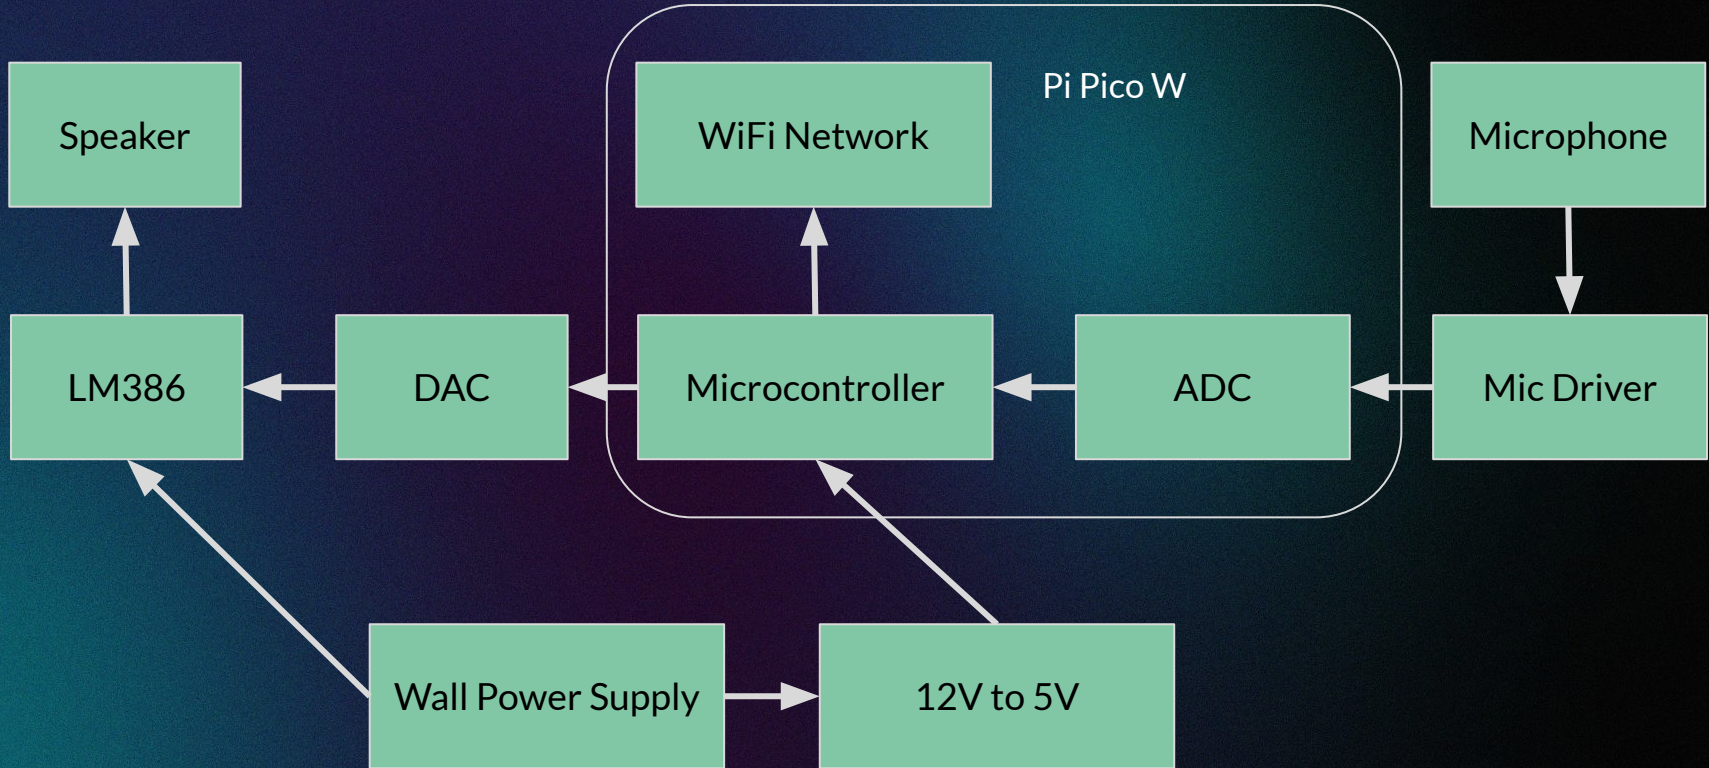 Pi Pico W
Speaker
WiFi Network
Microphone
LM386
DAC
Microcontroller
ADC
Mic Driver
Wall Power Supply
12V to 5V